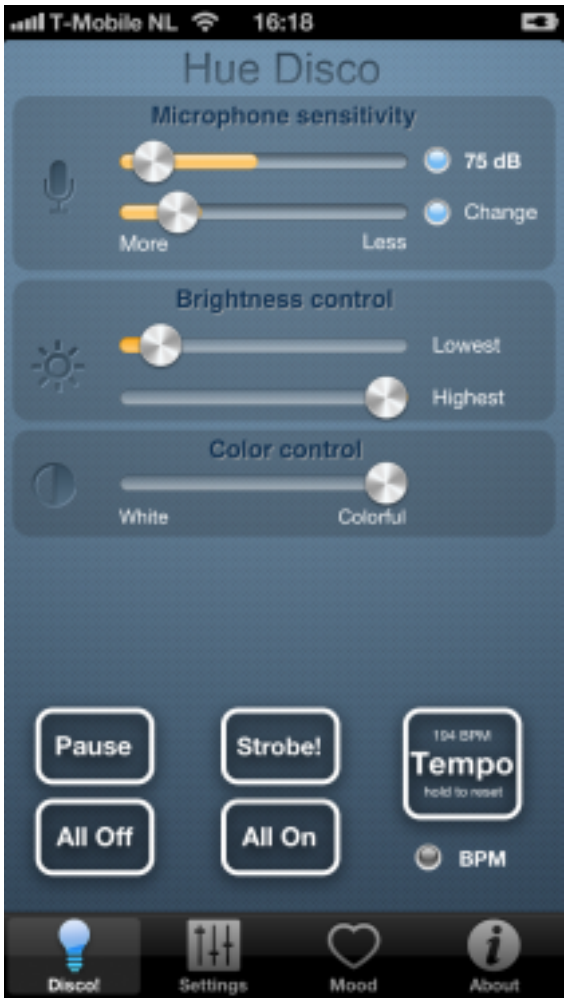 T-Mobile NL 16:18
Hue Disco
Microphone sensitivity
75 dB
Change
More Less
Brightness control
Lowest
Highest
Color control
White Colorful
Pause Strobe! 194 BPM
Tempo
hold to reset
All Off All On BPM
Disco! Settings Mood About